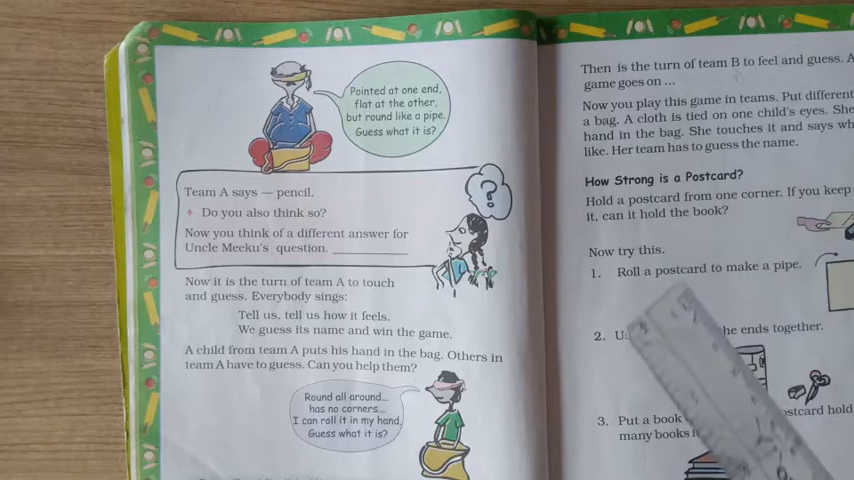 Pointed at one end,
flat at the other,
but round like a pipe.
Guess what it is?
Team A says — pencil.
Do you also think so?
Now you think of a different answer for
Uncle Meeku's question.
?
Now it is the turn of team A to touch
and guess. Everybody sings:
Tell us, tell us how it feels,
We guess its name and win the game.
A child from team A puts his hand in the bag. Others in
team A have to guess. Can you help them?
Round all around...
has no corners...
I can roll it in my hand,
Guess what it is?
Then is the turn of team B to feel and guess. A
game goes on ...
Now you play this game in teams. Put different
a bag. A cloth is tied on one child's eyes. She
hand in the bag. She touches it and says wh
like. Her team has to guess the name.
How Strong is a Postcard?
Hold a postcard from one corner. If you keep
it, can it hold the book?
Now try this.
1. Roll a postcard to make a pipe.
2. he ends together.
3. Put a book stcard hold
many books